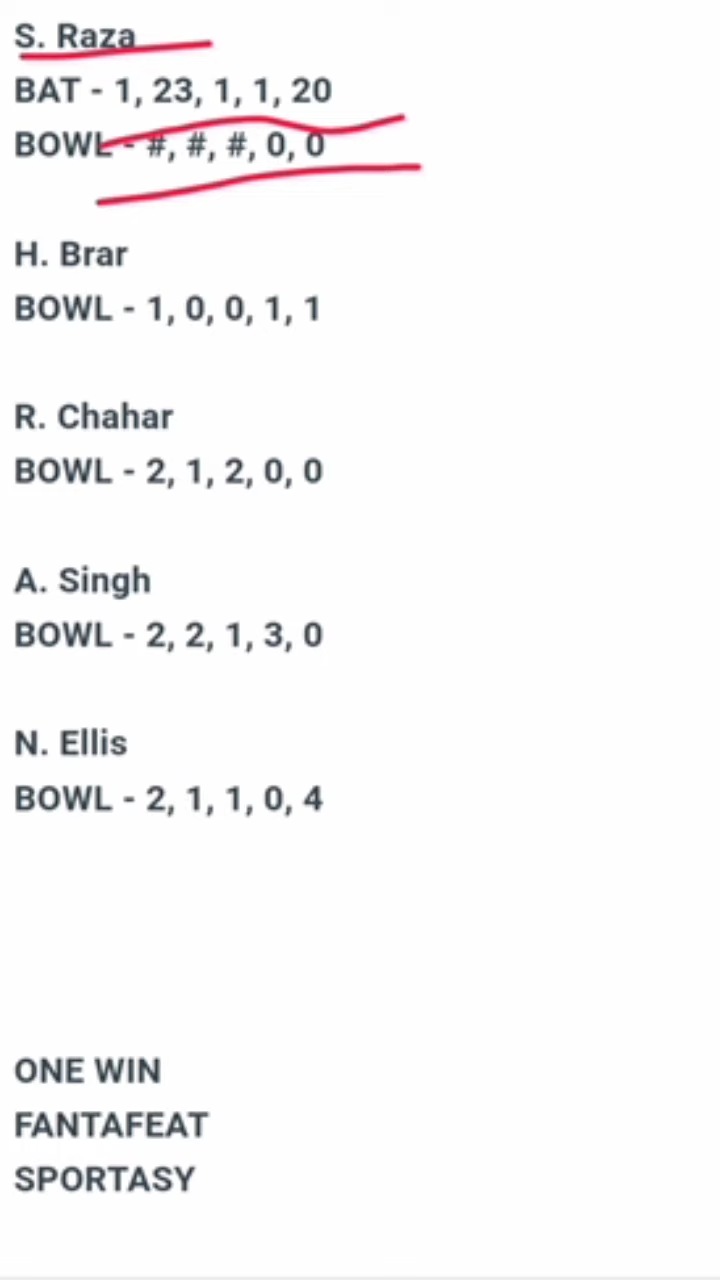 S. Raza
BAT - 1, 23, 1, 1, 20
BOWL - #, #, #, 0, 0
H. Brar
BOWL - 1, 0, 0, 1, 1
R. Chahar
BOWL - 2, 1, 2, 0, 0
A. Singh
BOWL - 2, 2, 1, 3, 0
N. Ellis
BOWL - 2, 1, 1, 0, 4
ONE WIN
FANTAFEAT
SPORTASY